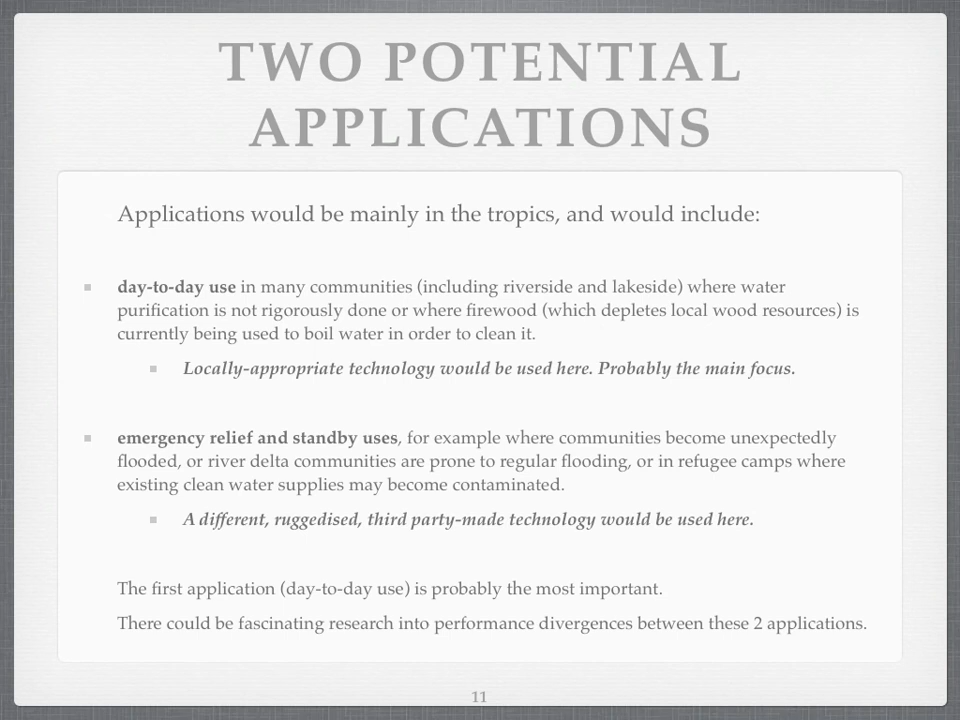 TWO POTENTIAL
APPLICATIONS
Applications would be mainly in the tropics, and would include:
day-to-day use in many communities (including riverside and lakeside) where water
purification is not rigorously done or where firewood (which depletes local wood resources) is
currently being used to boil water in order to clean it.
Locally-appropriate technology would be used here. Probably the main focus.
emergency relief and standby uses, for example where communities become unexpectedly
flooded, or river delta communities are prone to regular flooding, or in refugee camps where
existing clean water supplies may become contaminated.
A different, ruggedised, third party-made technology would be used here.
The first application (day-to-day use) is probably the most important.
There could be fascinating research into performance divergences between these 2 applications.
11